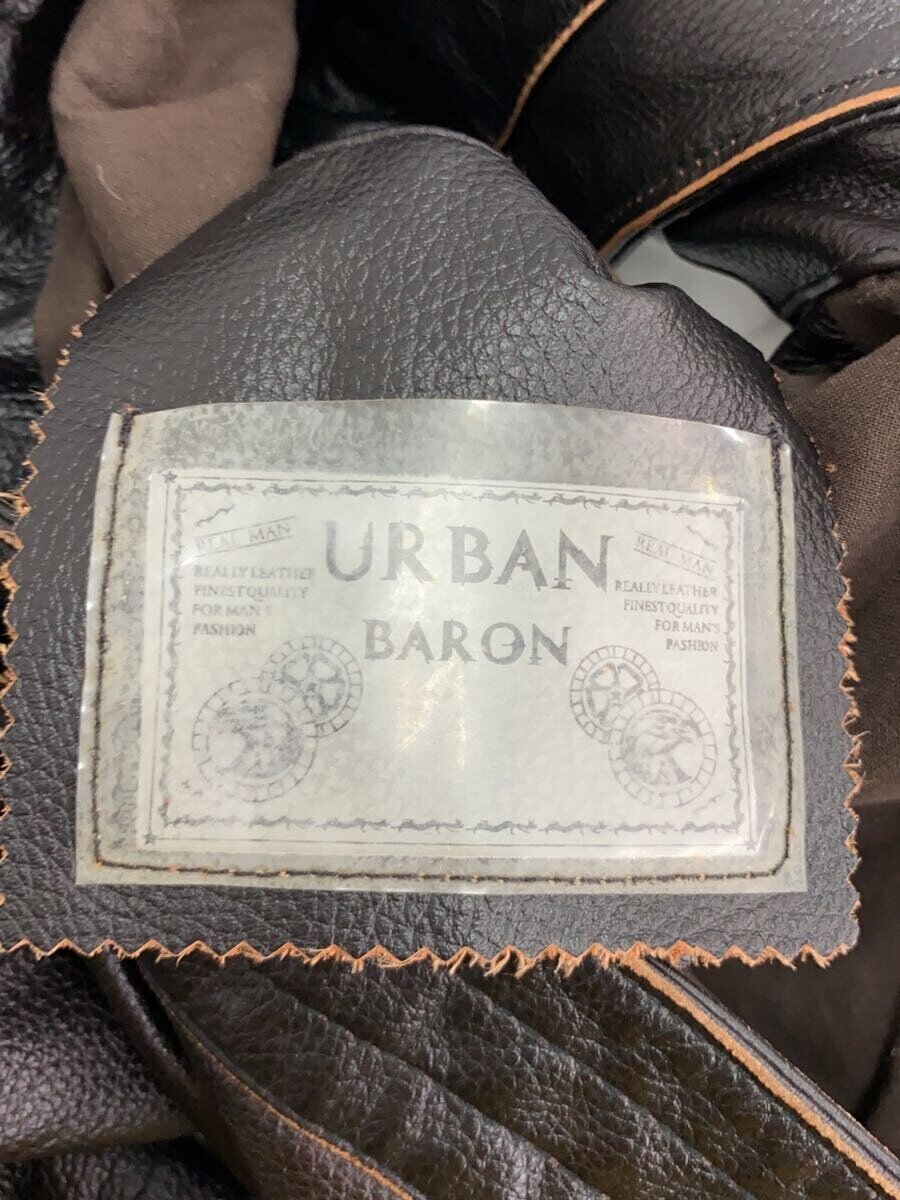 REAL MAN
REALLY LEATHER
FINEST QUALITY
FOR MAN'S
FASHION
URBAN
BARON
REAL MAN
REALLY LEATHER
FINEST QUALITY
FOR MAN'S
FASHION